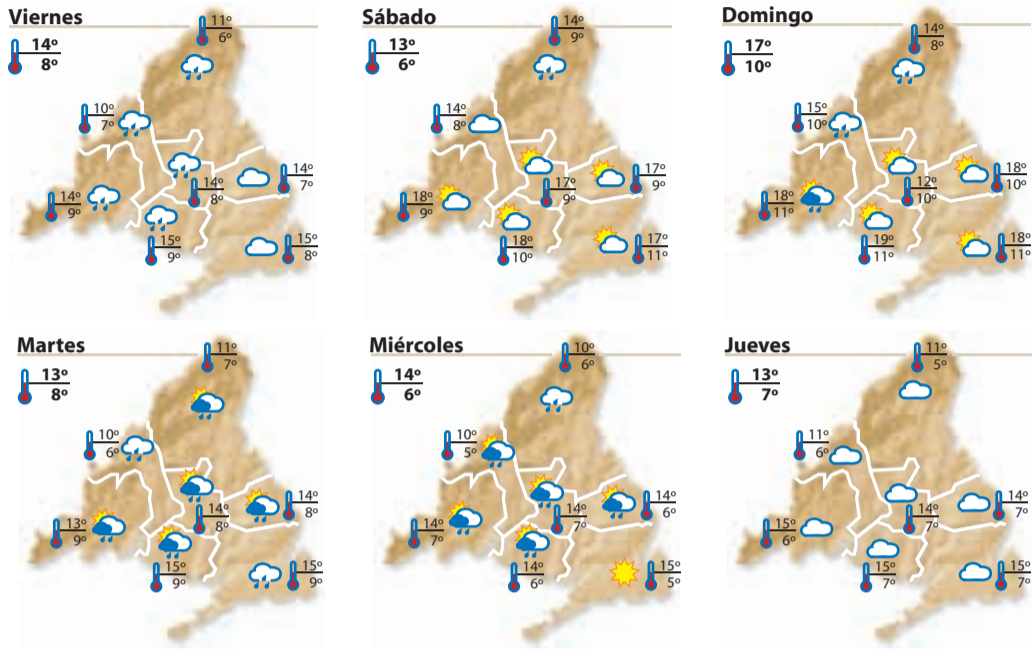 Viernes
14º
8º
11º
6º
10º
7º
14º
7º
14º
8º
14º
9º
15º
9º
15º
8º
Sábado
13º
6º
14º
9º
14º
8º
17º
9º
17º
9º
18º
9º
18º
10º
17º
11º
Domingo
17º
10º
14º
8º
15º
10º
18º
10º
12º
10º
18º
11º
19º
11º
18º
11º
Martes
13º
8º
11º
7º
10º
6º
14º
8º
14º
8º
13º
9º
15º
9º
15º
9º
Miércoles
14º
6º
10º
6º
10º
5º
14º
6º
14º
7º
14º
7º
14º
6º
15º
5º
Jueves
13º
7º
11º
5º
11º
6º
14º
7º
14º
7º
15º
6º
15º
7º
15º
7º